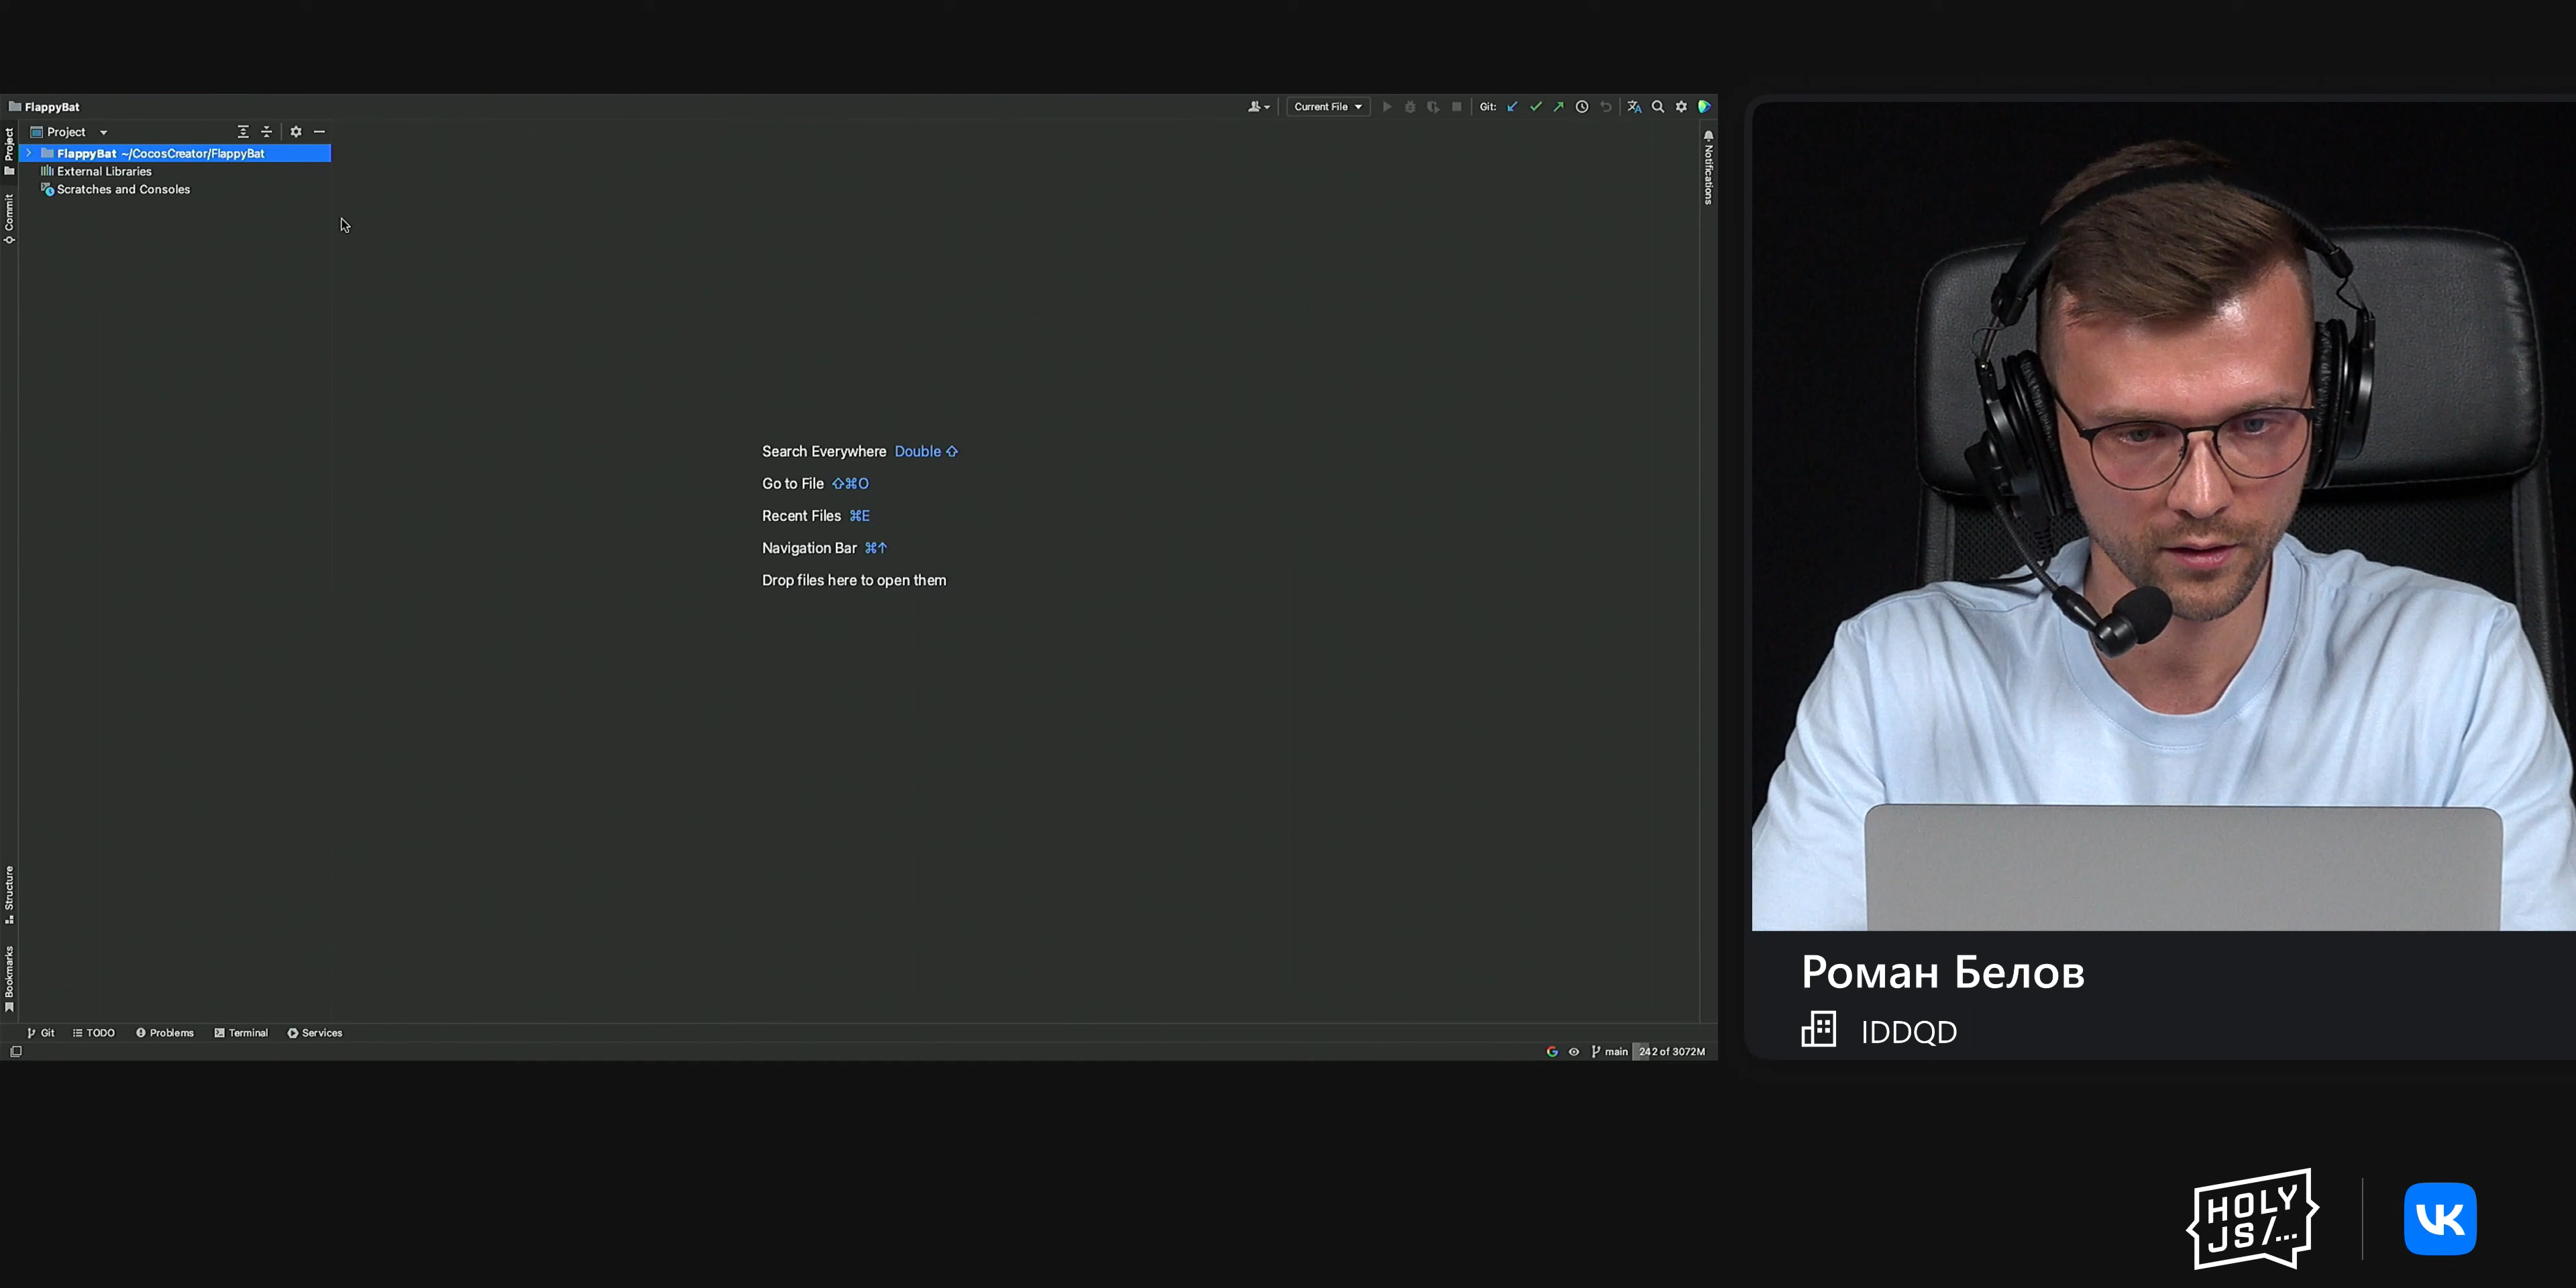 FlappyBat
Current File
Git:
Project
Project
FlappyBat ~/CocosCreator/FlappyBat
External Libraries
Scratches and Consoles
Commit
Structure
Bookmarks
Notifications
Search Everywhere Double ⇧
Go to File ⇧⌘O
Recent Files ⌘E
Navigation Bar ⌘↑
Drop files here to open them
Git
TODO
Problems
Terminal
Services
main
242 of 3072M
Роман Белов
IDDQD
HOLY
JS/...
VK